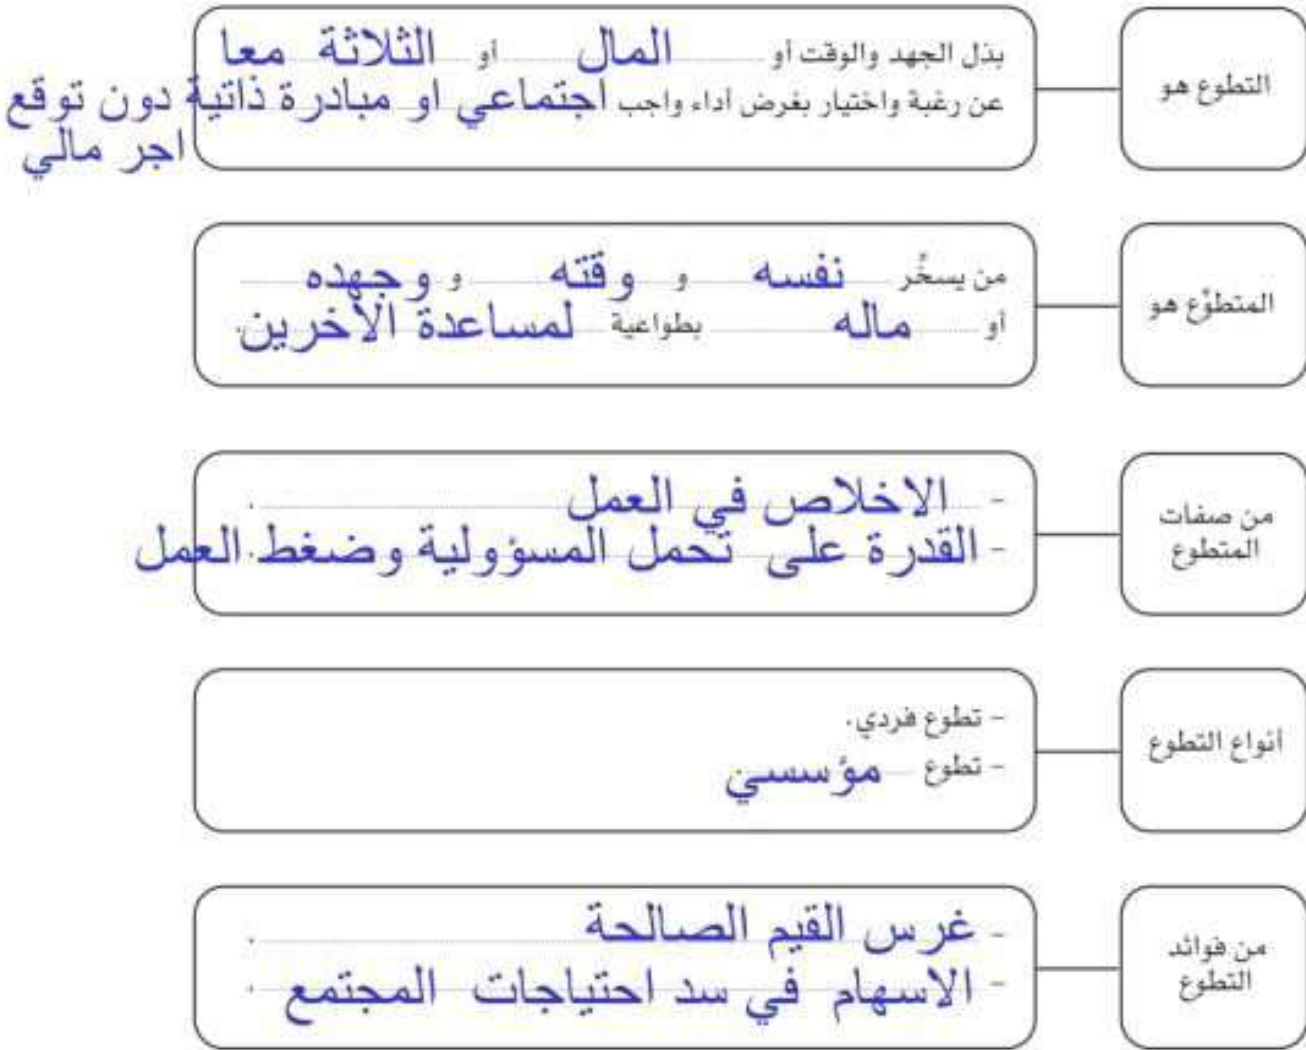 التطوع هو
بذل الجهد والوقت أو المال أو الثلاثة معا
عن رغبة واختيار بغرض أداء واجب اجتماعي او مبادرة ذاتية دون توقع
اجر مالي
المتطوِّع هو
من يسخِّر نفسه و وقته و وجهده
أو ماله بطواعية لمساعدة الأخرين.
من صفات
المتطوع
- الاخلاص في العمل.
- القدرة على تحمل المسؤولية وضغط العمل.
أنواع التطوع
- تطوع فردي.
- تطوع مؤسسي.
من فوائد
التطوع
- غرس القيم الصالحة.
- الاسهام في سد احتياجات المجتمع.